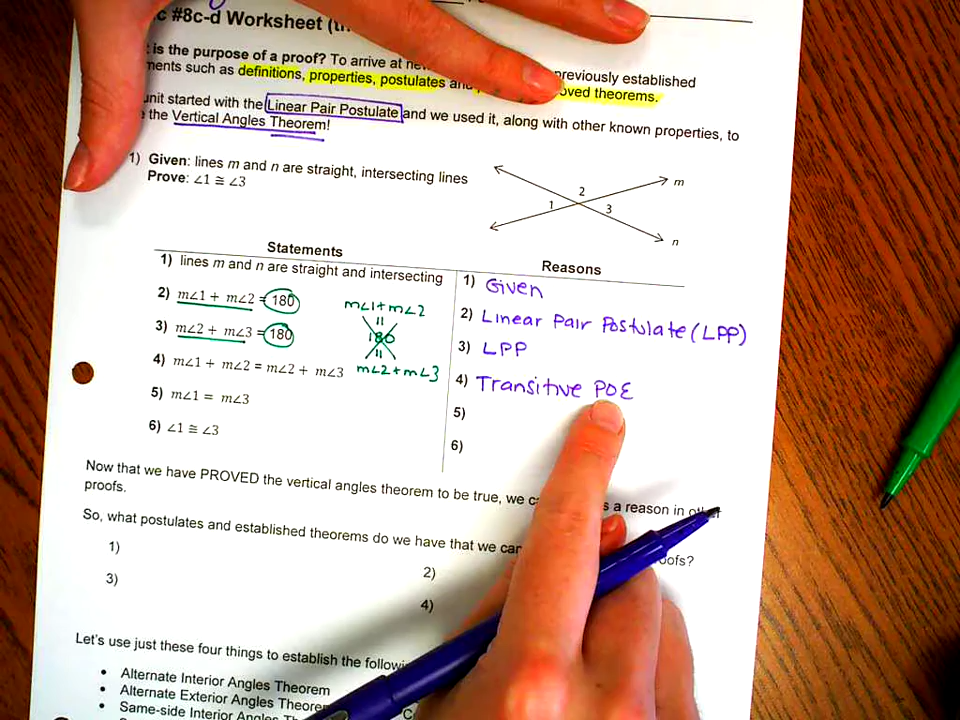 #8c-d Worksheet
is the purpose of a proof? To arrive at previously established
ments such as definitions, properties, postulates and oved theorems.
unit started with the Linear Pair Postulate and we used it, along with other known properties, to
the Vertical Angles Theorem!
1) Given: lines m and n are straight, intersecting lines
Prove: ∠1 ≅ ∠3
1
2
3
m
n
Statements
Reasons
1) lines m and n are straight and intersecting
1) Given
2) m∠1 + m∠2 = 180
2) Linear Pair Postulate (LPP)
3) m∠2 + m∠3 = 180
3) LPP
m∠1+m∠2
=
180
=
m∠2+m∠3
4) m∠1 + m∠2 = m∠2 + m∠3
4) Transitive POE
5) m∠1 = m∠3
5)
6) ∠1 ≅ ∠3
6)
Now that we have PROVED the vertical angles theorem to be true, we s a reason in other
proofs.
So, what postulates and established theorems do we have that we can oofs?
1)
2)
3)
4)
Let's use just these four things to establish the
• Alternate Interior Angles Theorem
• Alternate Exterior Angles
• Same-side Interior